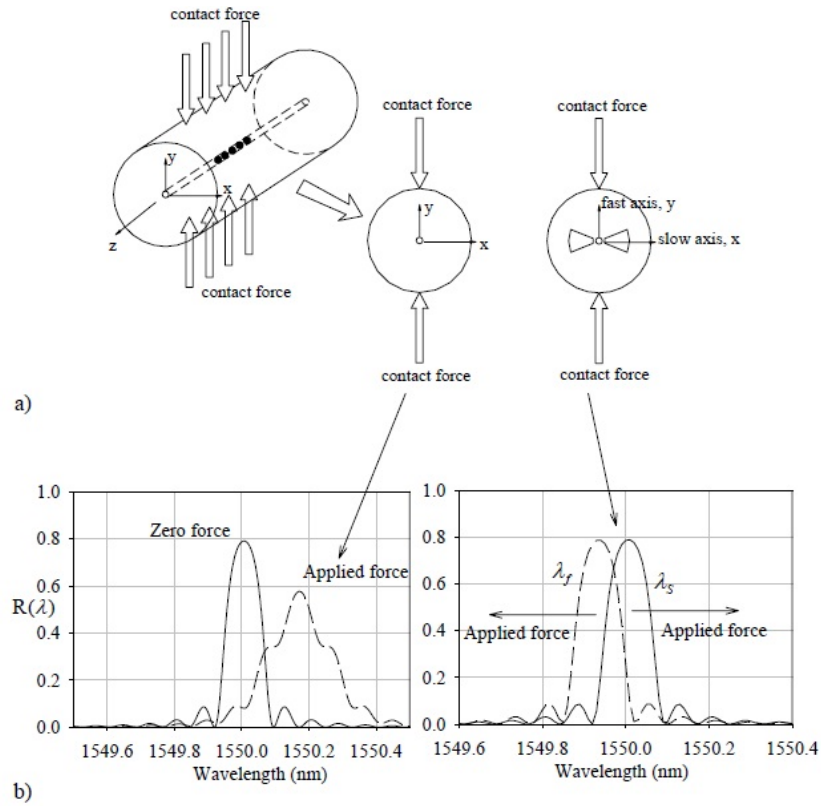 contact force
y
x
z
contact force
contact force
y
x
contact force
contact force
fast axis, y
slow axis, x
contact force
a)
1.0
0.8
0.6
0.4
0.2
0.0
R(λ)
Zero force
Applied force
1549.6 1549.8 1550.0 1550.2 1550.4
Wavelength (nm)
1.0
0.8
0.6
0.4
0.2
0.0
λf
λS
Applied force
Applied force
1549.6 1549.8 1550.0 1550.2 1550.4
Wavelength (nm)
b)